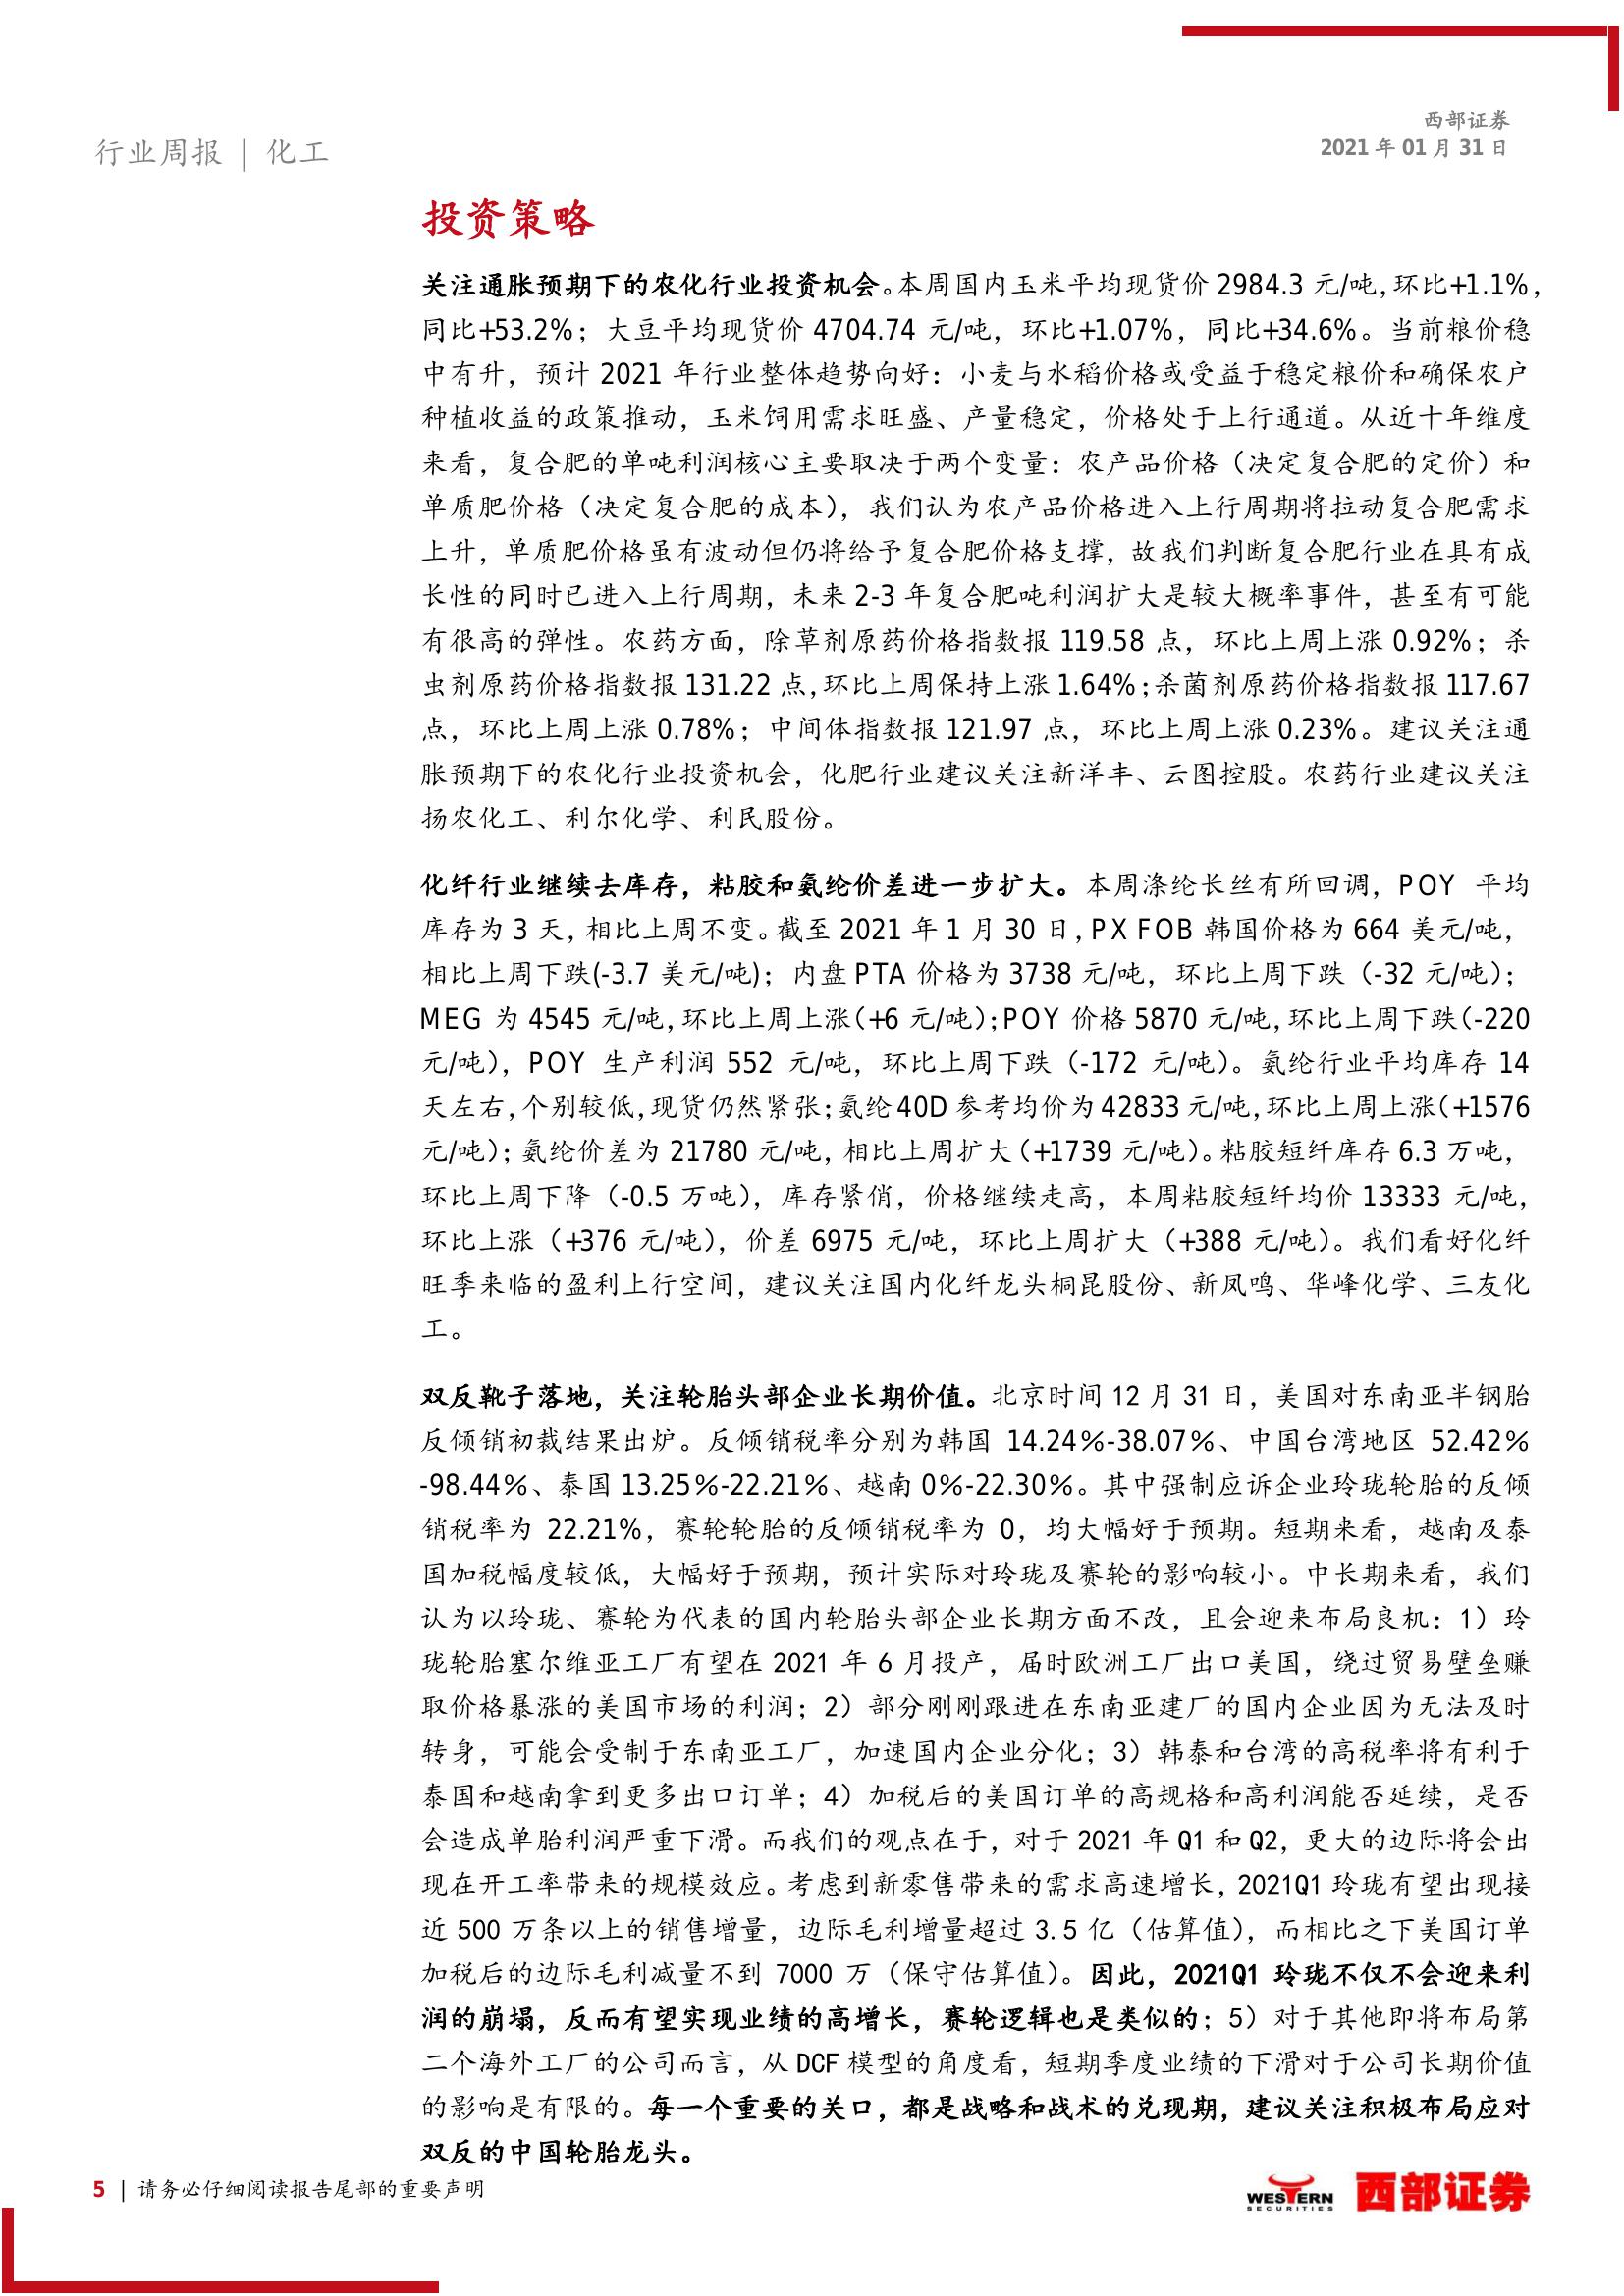 西部证券
2021 年 01 月 31 日
行业周报 | 化工
投资策略
关注通胀预期下的农化行业投资机会。本周国内玉米平均现货价 2984.3 元/吨，环比+1.1%，
同比+53.2%；大豆平均现货价 4704.74 元/吨，环比+1.07%，同比+34.6%。当前粮价稳
中有升，预计 2021 年行业整体趋势向好：小麦与水稻价格或受益于稳定粮价和确保农户
种植收益的政策推动，玉米饲用需求旺盛、产量稳定，价格处于上行通道。从近十年维度
来看，复合肥的单吨利润核心主要取决于两个变量：农产品价格（决定复合肥的定价）和
单质肥价格（决定复合肥的成本），我们认为农产品价格进入上行周期将拉动复合肥需求
上升，单质肥价格虽有波动但仍将给予复合肥价格支撑，故我们判断复合肥行业在具有成
长性的同时已进入上行周期，未来 2-3 年复合肥吨利润扩大是较大概率事件，甚至有可能
有很高的弹性。农药方面，除草剂原药价格指数报 119.58 点，环比上周上涨 0.92%；杀
虫剂原药价格指数报 131.22 点，环比上周保持上涨 1.64%；杀菌剂原药价格指数报 117.67
点，环比上周上涨 0.78%；中间体指数报 121.97 点，环比上周上涨 0.23%。建议关注通
胀预期下的农化行业投资机会，化肥行业建议关注新洋丰、云图控股。农药行业建议关注
扬农化工、利尔化学、利民股份。
化纤行业继续去库存，粘胶和氨纶价差进一步扩大。本周涤纶长丝有所回调，POY 平均
库存为 3 天，相比上周不变。截至 2021 年 1 月 30 日，PX FOB 韩国价格为 664 美元/吨，
相比上周下跌(-3.7 美元/吨)；内盘 PTA 价格为 3738 元/吨，环比上周下跌（-32 元/吨）；
MEG 为 4545 元/吨，环比上周上涨（+6 元/吨）；POY 价格 5870 元/吨，环比上周下跌（-220
元/吨），POY 生产利润 552 元/吨，环比上周下跌（-172 元/吨）。氨纶行业平均库存 14
天左右，个别较低，现货仍然紧张；氨纶 40D 参考均价为 42833 元/吨，环比上周上涨（+1576
元/吨）；氨纶价差为 21780 元/吨，相比上周扩大（+1739 元/吨）。粘胶短纤库存 6.3 万吨，
环比上周下降（-0.5 万吨），库存紧俏，价格继续走高，本周粘胶短纤均价 13333 元/吨，
环比上涨（+376 元/吨），价差 6975 元/吨，环比上周扩大（+388 元/吨）。我们看好化纤
旺季来临的盈利上行空间，建议关注国内化纤龙头桐昆股份、新凤鸣、华峰化学、三友化
工。
双反靴子落地，关注轮胎头部企业长期价值。北京时间 12 月 31 日，美国对东南亚半钢胎
反倾销初裁结果出炉。反倾销税率分别为韩国 14.24%-38.07%、中国台湾地区 52.42%
-98.44%、泰国 13.25%-22.21%、越南 0%-22.30%。其中强制应诉企业玲珑轮胎的反倾
销税率为 22.21%，赛轮轮胎的反倾销税率为 0，均大幅好于预期。短期来看，越南及泰
国加税幅度较低，大幅好于预期，预计实际对玲珑及赛轮的影响较小。中长期来看，我们
认为以玲珑、赛轮为代表的国内轮胎头部企业长期方面不改，且会迎来布局良机：1）玲
珑轮胎塞尔维亚工厂有望在 2021 年 6 月投产，届时欧洲工厂出口美国，绕过贸易壁垒赚
取价格暴涨的美国市场的利润；2）部分刚刚跟进在东南亚建厂的国内企业因为无法及时
转身，可能会受制于东南亚工厂，加速国内企业分化；3）韩泰和台湾的高税率将有利于
泰国和越南拿到更多出口订单；4）加税后的美国订单的高规格和高利润能否延续，是否
会造成单胎利润严重下滑。而我们的观点在于，对于 2021 年 Q1 和 Q2，更大的边际将会出
现在开工率带来的规模效应。考虑到新零售带来的需求高速增长，2021Q1 玲珑有望出现接
近 500 万条以上的销售增量，边际毛利增量超过 3.5 亿（估算值），而相比之下美国订单
加税后的边际毛利减量不到 7000 万（保守估算值）。因此，2021Q1 玲珑不仅不会迎来利
润的崩塌，反而有望实现业绩的高增长，赛轮逻辑也是类似的；5）对于其他即将布局第
二个海外工厂的公司而言，从 DCF 模型的角度看，短期季度业绩的下滑对于公司长期价值
的影响是有限的。每一个重要的关口，都是战略和战术的兑现期，建议关注积极布局应对
双反的中国轮胎龙头。
5 | 请务必仔细阅读报告尾部的重要声明
WESTERN
SECURITIES
西部证券